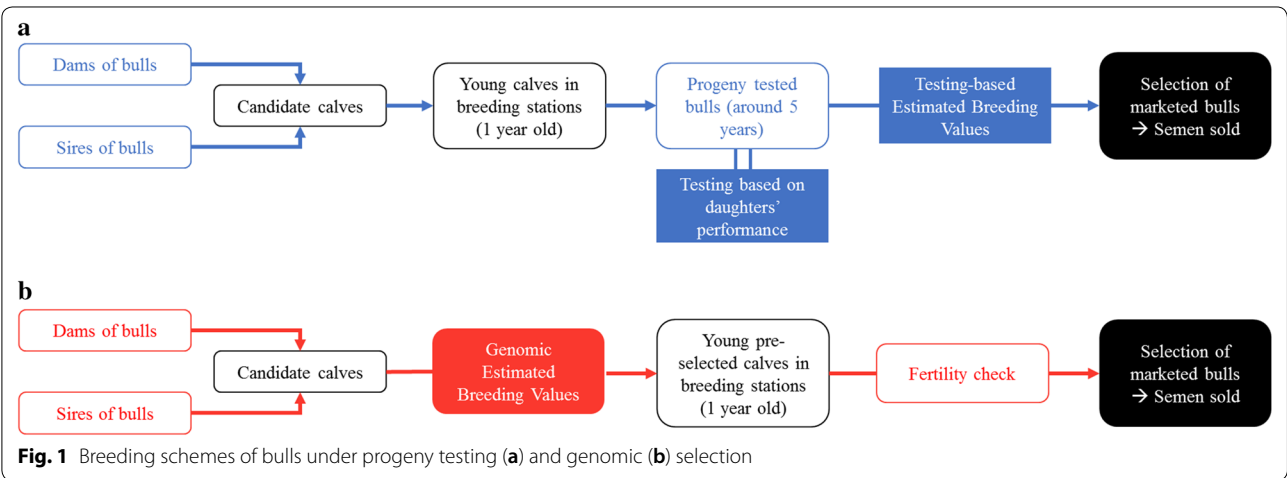 a
Dams of bulls
Sires of bulls
Candidate calves
Young calves in
breeding stations
(1 year old)
Progeny tested
bulls (around 5
years)
Testing based on
daughters’
performance
Testing-based
Estimated Breeding
Values
Selection of
marketed bulls
→ Semen sold
b
Dams of bulls
Sires of bulls
Candidate calves
Genomic
Estimated
Breeding Values
Young pre-
selected calves in
breeding stations
(1 year old)
Fertility check
Selection of
marketed bulls
→ Semen sold
Fig. 1 Breeding schemes of bulls under progeny testing (a) and genomic (b) selection